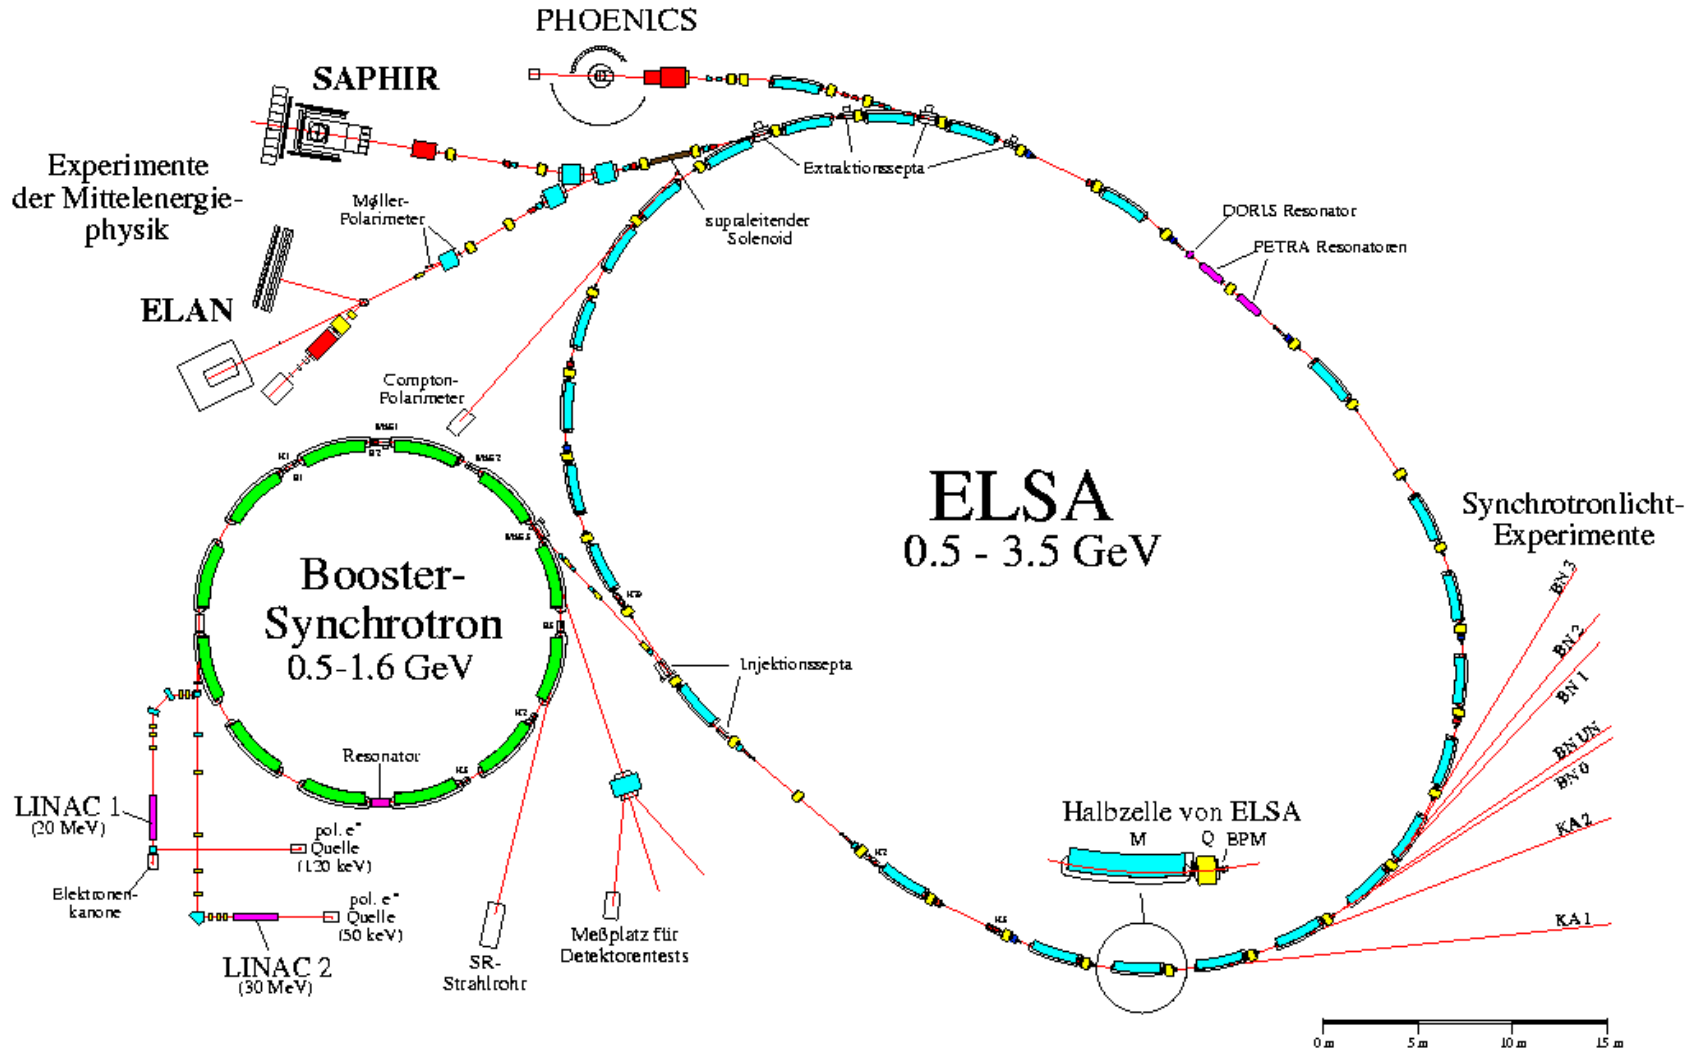 PHOENICS
SAPHIR
Experimente
der Mittelenergie-
physik
Møller-
Polarimeter
Extraktionssepta
supraleitender
Solenoid
DORIS Resonator
PETRA Resonatoren
ELAN
Compton-
Polarimeter
ELSA
0.5 - 3.5 GeV
Synchrotronlicht-
Experimente
BN 3
BN 2
BN 1
BN UN
BN 0
KA 2
KA 1
Booster-
Synchrotron
0.5-1.6 GeV
Injektionssepta
Resonator
LINAC 1
(20 MeV)
pol. e-
Quelle
(120 keV)
Elektronen-
kanone
pol. e-
Quelle
(50 keV)
LINAC 2
(30 MeV)
SR-
Strahlrohr
Meßplatz für
Detektorentests
Halbzelle von ELSA
M
Q
BPM
0 m
5 m
10 m
15 m